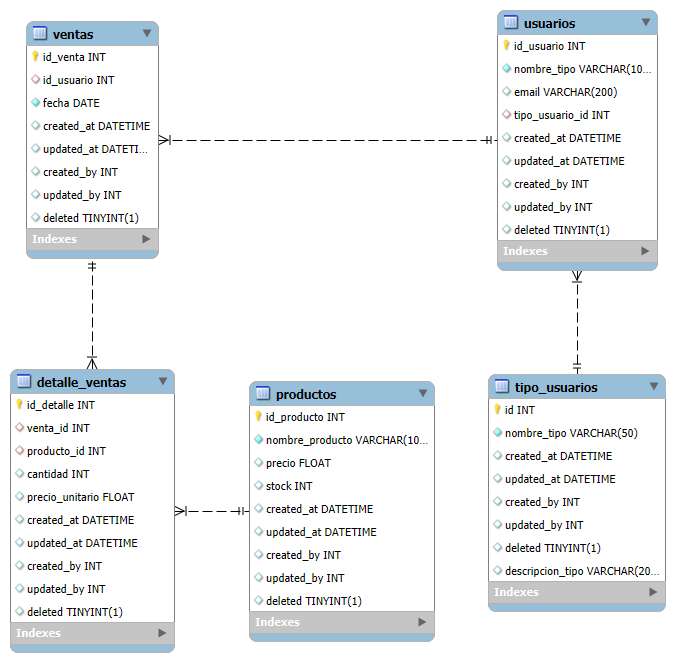 ventas
id_venta INT
id_usuario INT
fecha DATE
created_at DATETIME
updated_at DATETI...
created_by INT
updated_by INT
deleted TINYINT(1)
Indexes
usuarios
id_usuario INT
nombre_tipo VARCHAR(10...
email VARCHAR(200)
tipo_usuario_id INT
created_at DATETIME
updated_at DATETIME
created_by INT
updated_by INT
deleted TINYINT(1)
Indexes
detalle_ventas
id_detalle INT
venta_id INT
producto_id INT
cantidad INT
precio_unitario FLOAT
created_at DATETIME
updated_at DATETIME
created_by INT
updated_by INT
deleted TINYINT(1)
Indexes
productos
id_producto INT
nombre_producto VARCHAR(10...
precio FLOAT
stock INT
created_at DATETIME
updated_at DATETIME
created_by INT
updated_by INT
deleted TINYINT(1)
Indexes
tipo_usuarios
id INT
nombre_tipo VARCHAR(50)
created_at DATETIME
updated_at DATETIME
created_by INT
updated_by INT
deleted TINYINT(1)
descripcion_tipo VARCHAR(20...
Indexes